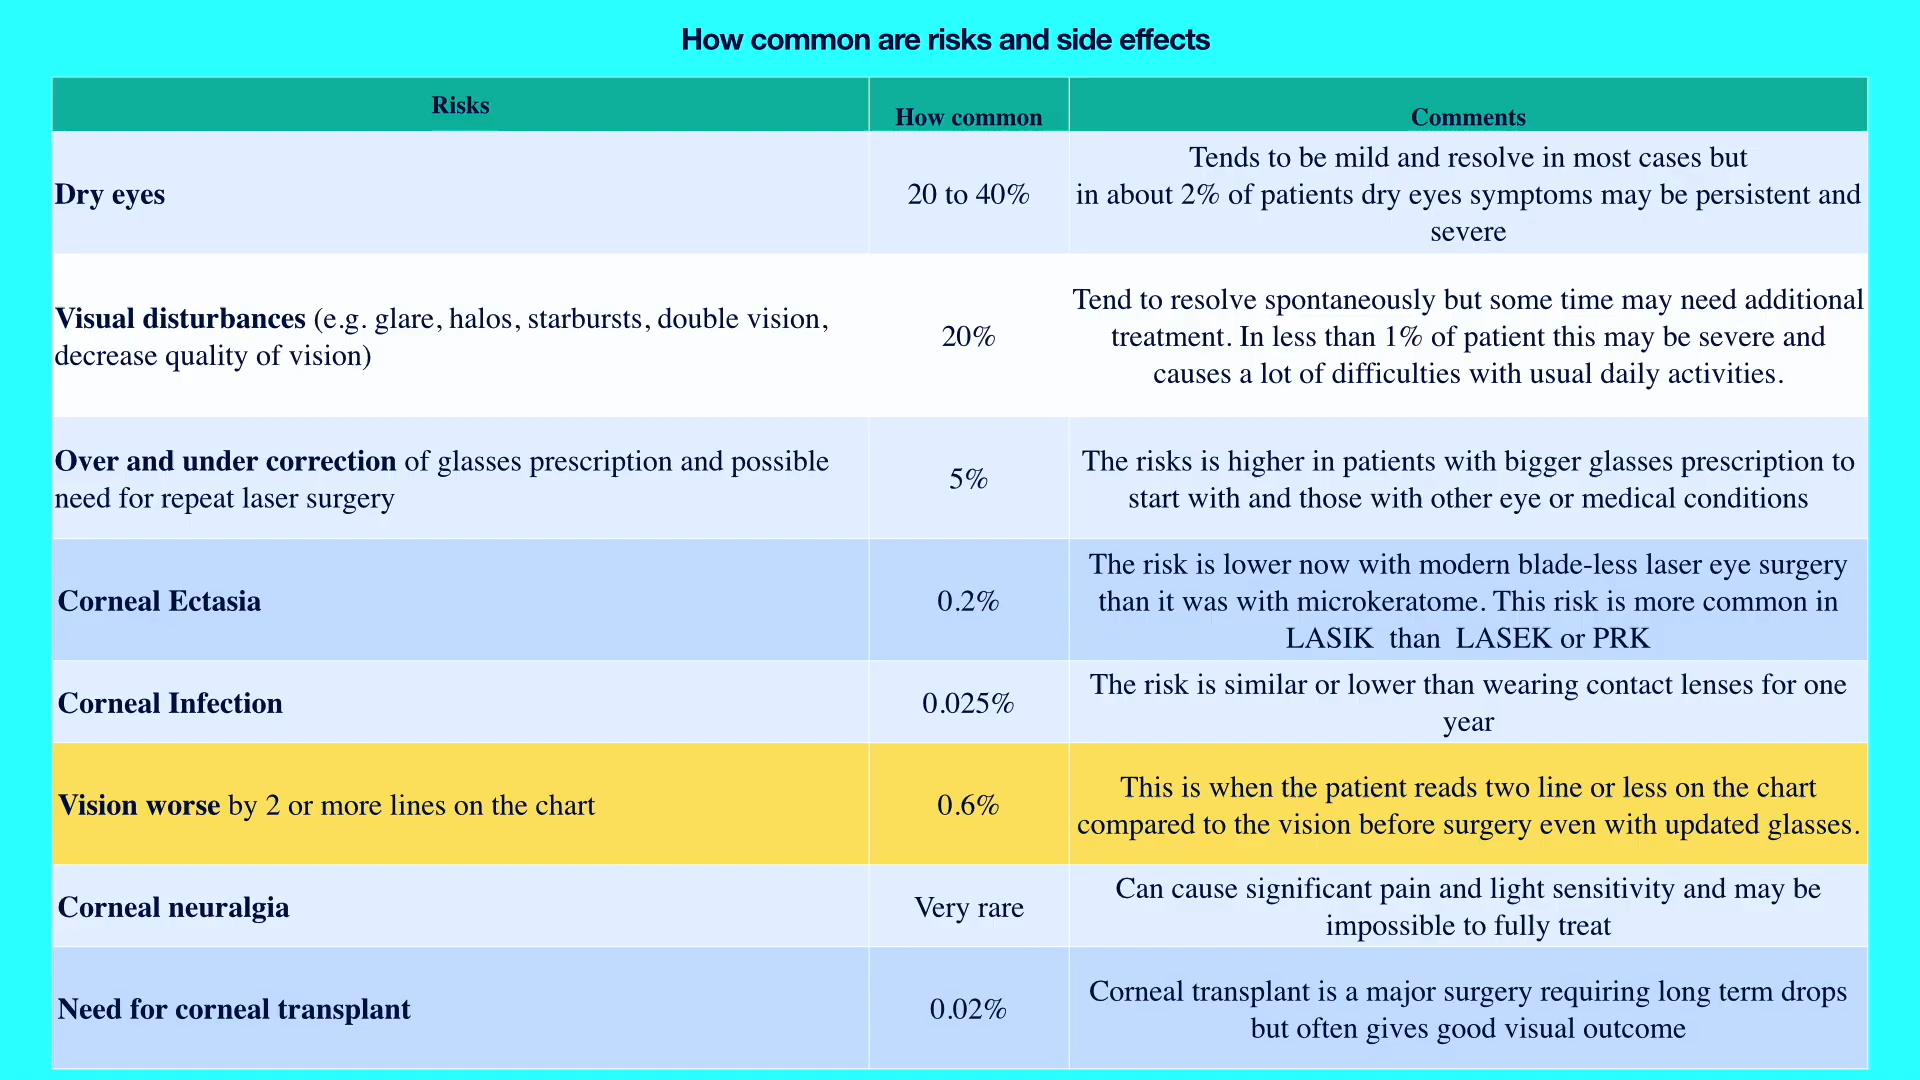 How common are risks and side effects
Risks
How common
Comments
Dry eyes
20 to 40%
Tends to be mild and resolve in most cases but
in about 2% of patients dry eyes symptoms may be persistent and
severe
Visual disturbances (e.g. glare, halos, starbursts, double vision,
decrease quality of vision)
20%
Tend to resolve spontaneously but some time may need additional
treatment. In less than 1% of patient this may be severe and
causes a lot of difficulties with usual daily activities.
Over and under correction of glasses prescription and possible
need for repeat laser surgery
5%
The risks is higher in patients with bigger glasses prescription to
start with and those with other eye or medical conditions
Corneal Ectasia
0.2%
The risk is lower now with modern blade-less laser eye surgery
than it was with microkeratome. This risk is more common in
LASIK than LASEK or PRK
Corneal Infection
0.025%
The risk is similar or lower than wearing contact lenses for one
year
Vision worse by 2 or more lines on the chart
0.6%
This is when the patient reads two line or less on the chart
compared to the vision before surgery even with updated glasses.
Corneal neuralgia
Very rare
Can cause significant pain and light sensitivity and may be
impossible to fully treat
Need for corneal transplant
0.02%
Corneal transplant is a major surgery requiring long term drops
but often gives good visual outcome